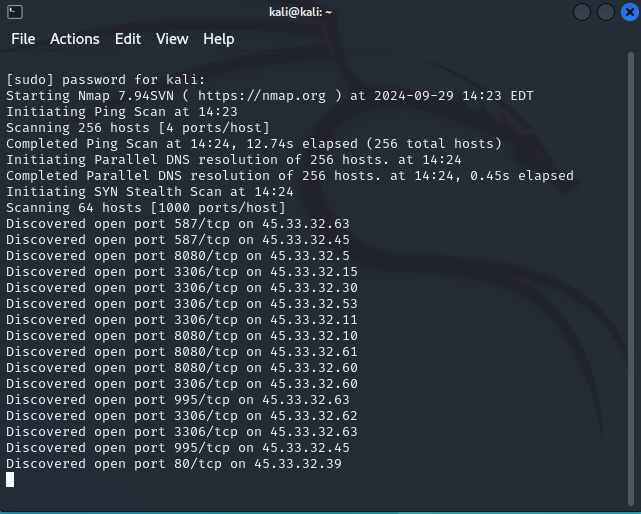 kali@kali: ~
File Actions Edit View Help
[sudo] password for kali:
Starting Nmap 7.94SVN ( https://nmap.org ) at 2024-09-29 14:23 EDT
Initiating Ping Scan at 14:23
Scanning 256 hosts [4 ports/host]
Completed Ping Scan at 14:24, 12.74s elapsed (256 total hosts)
Initiating Parallel DNS resolution of 256 hosts. at 14:24
Completed Parallel DNS resolution of 256 hosts. at 14:24, 0.45s elapsed
Initiating SYN Stealth Scan at 14:24
Scanning 64 hosts [1000 ports/host]
Discovered open port 587/tcp on 45.33.32.63
Discovered open port 587/tcp on 45.33.32.45
Discovered open port 8080/tcp on 45.33.32.5
Discovered open port 3306/tcp on 45.33.32.15
Discovered open port 3306/tcp on 45.33.32.30
Discovered open port 3306/tcp on 45.33.32.53
Discovered open port 3306/tcp on 45.33.32.11
Discovered open port 8080/tcp on 45.33.32.10
Discovered open port 8080/tcp on 45.33.32.61
Discovered open port 8080/tcp on 45.33.32.60
Discovered open port 3306/tcp on 45.33.32.60
Discovered open port 995/tcp on 45.33.32.63
Discovered open port 3306/tcp on 45.33.32.62
Discovered open port 3306/tcp on 45.33.32.63
Discovered open port 995/tcp on 45.33.32.45
Discovered open port 80/tcp on 45.33.32.39